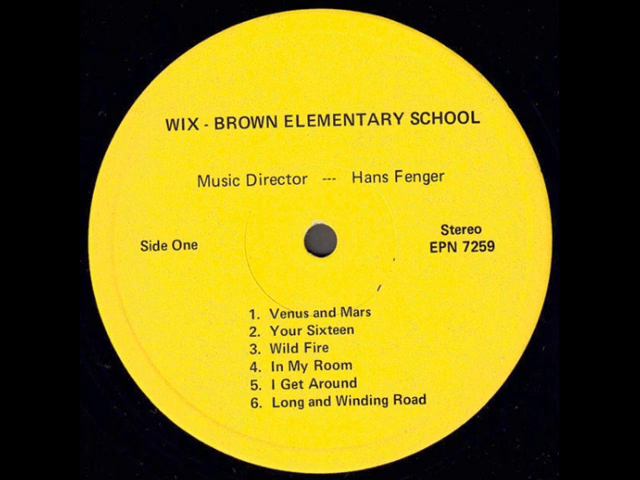 WIX - BROWN ELEMENTARY SCHOOL
Music Director --- Hans Fenger
Side One
Stereo
EPN 7259
1. Venus and Mars
2. Your Sixteen
3. Wild Fire
4. In My Room
5. I Get Around
6. Long and Winding Road